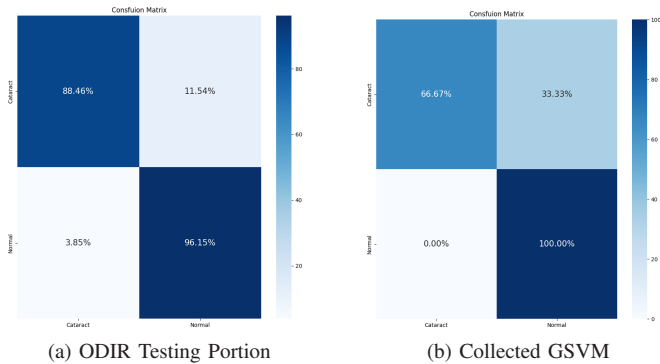 Consfuion Matrix
Cataract
88.46%
11.54%
Normal
3.85%
96.15%
Cataract
Normal
80
60
40
20
(a) ODIR Testing Portion
Consfuion Matrix
Cataract
66.67%
33.33%
Normal
0.00%
100.00%
Cataract
Normal
100
80
60
40
20
0
(b) Collected GSVM